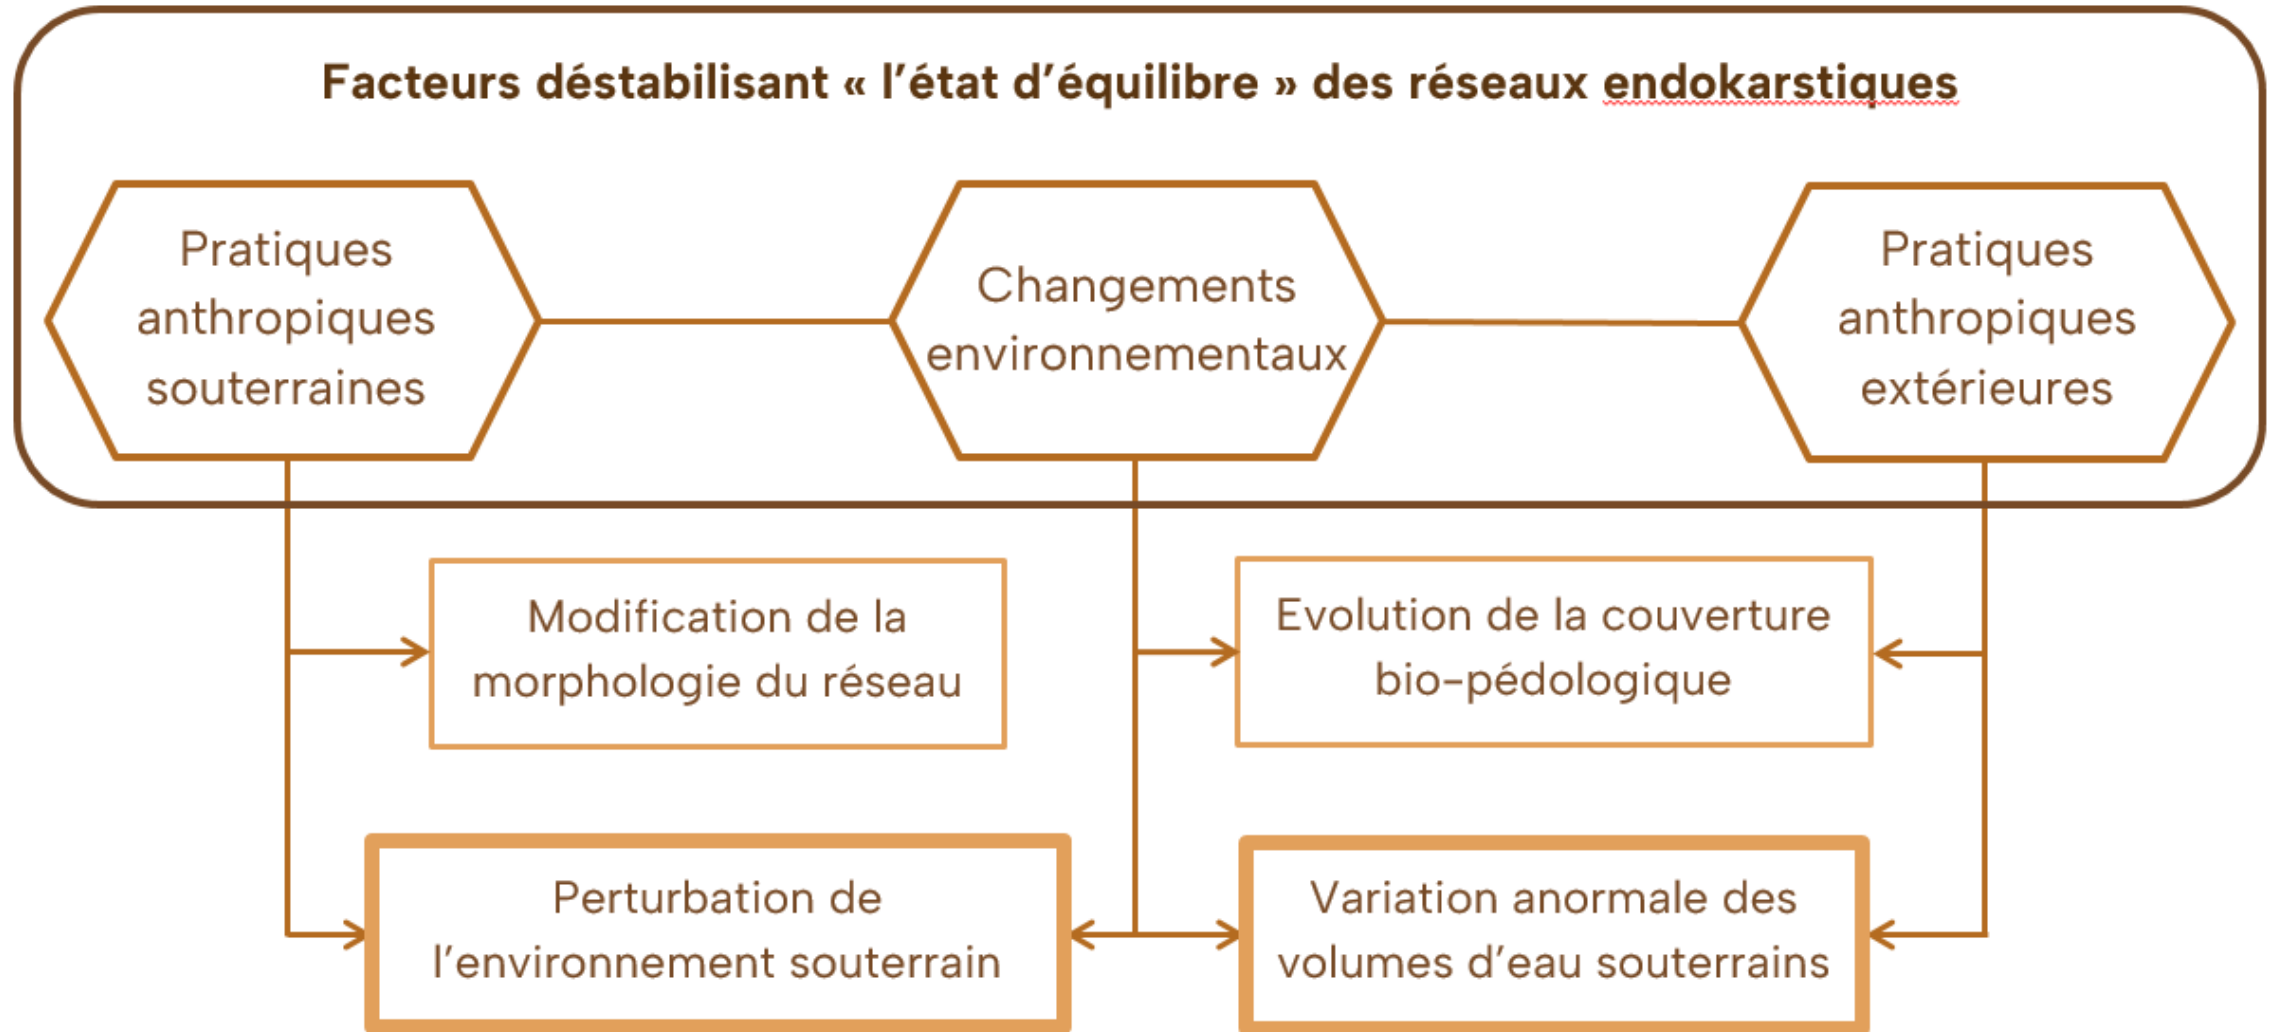 Facteurs déstabilisant « l’état d’équilibre » des réseaux endokarstiques
Pratiques
anthropiques
souterraines
Changements
environnementaux
Pratiques
anthropiques
extérieures
Modification de la
morphologie du réseau
Evolution de la couverture
bio-pédologique
Perturbation de
l’environnement souterrain
Variation anormale des
volumes d’eau souterrains